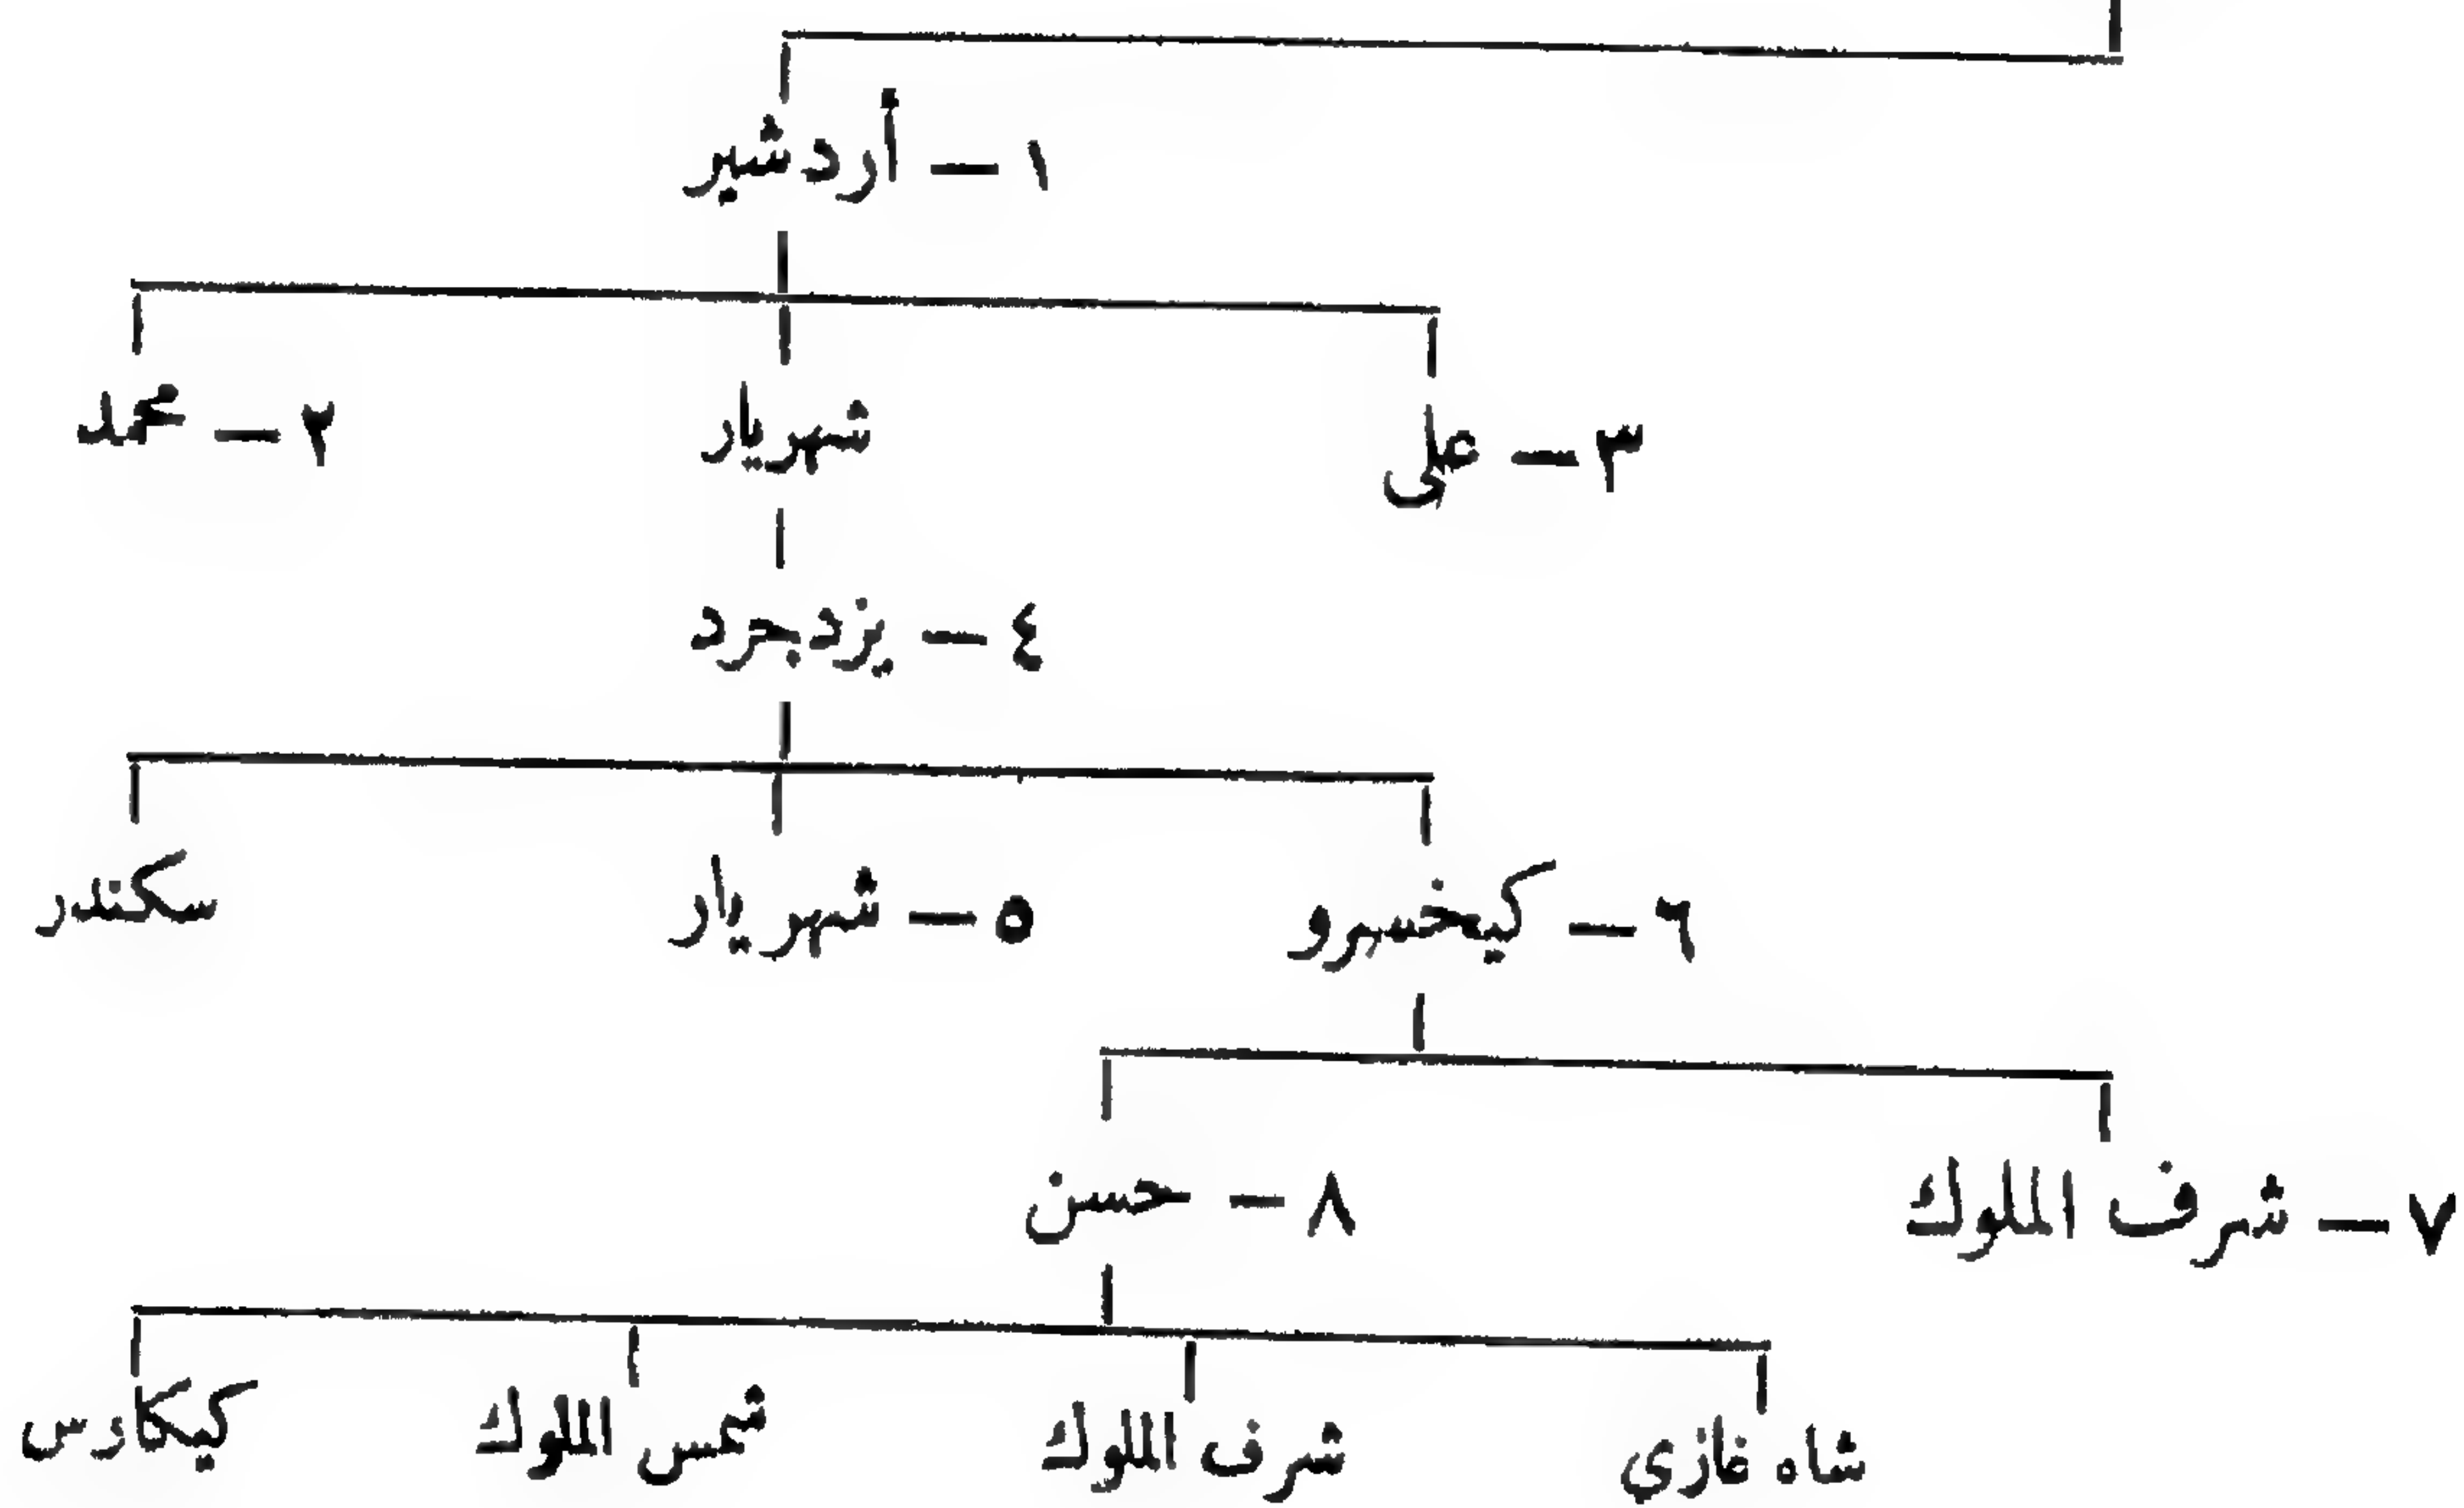 ١ – أردشير
٣ – علي
شهريار
٢ – محمد
٤ – يزدجرد
٦ – كيخسرو
٥ – شهريار
سكندر
٧ – شرف الملوك
٨ – حسن
شاه غازي
شرف الملوك
شمس اللوك
كيكاوس